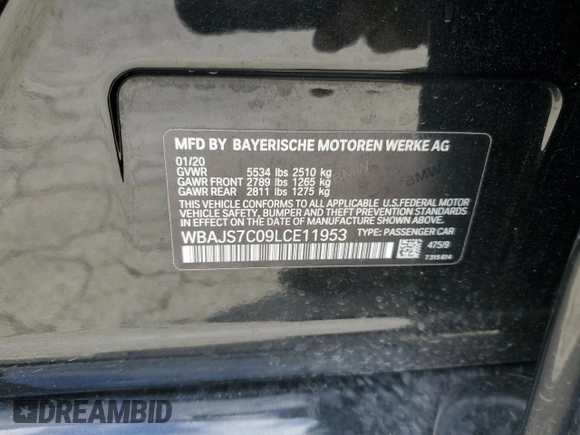 MFD BY BAYERISCHE MOTOREN WERKE AG
01/20
GVWR 5534 lbs 2510 kg
GAWR FRONT 2789 lbs 1265 kg
GAWR REAR 2811 lbs 1275 kg
THIS VEHICLE CONFORMS TO ALL APPLICABLE U.S.FEDERAL MOTOR
VEHICLE SAFETY, BUMPER, AND THEFT PREVENTION STANDARDS
IN EFFECT ON THE DATE OF MANUFACTURE SHOWN ABOVE.
WBAJS7C09LCE11953 TYPE: PASSENGER CAR
475/9
7315614
DREAMBID